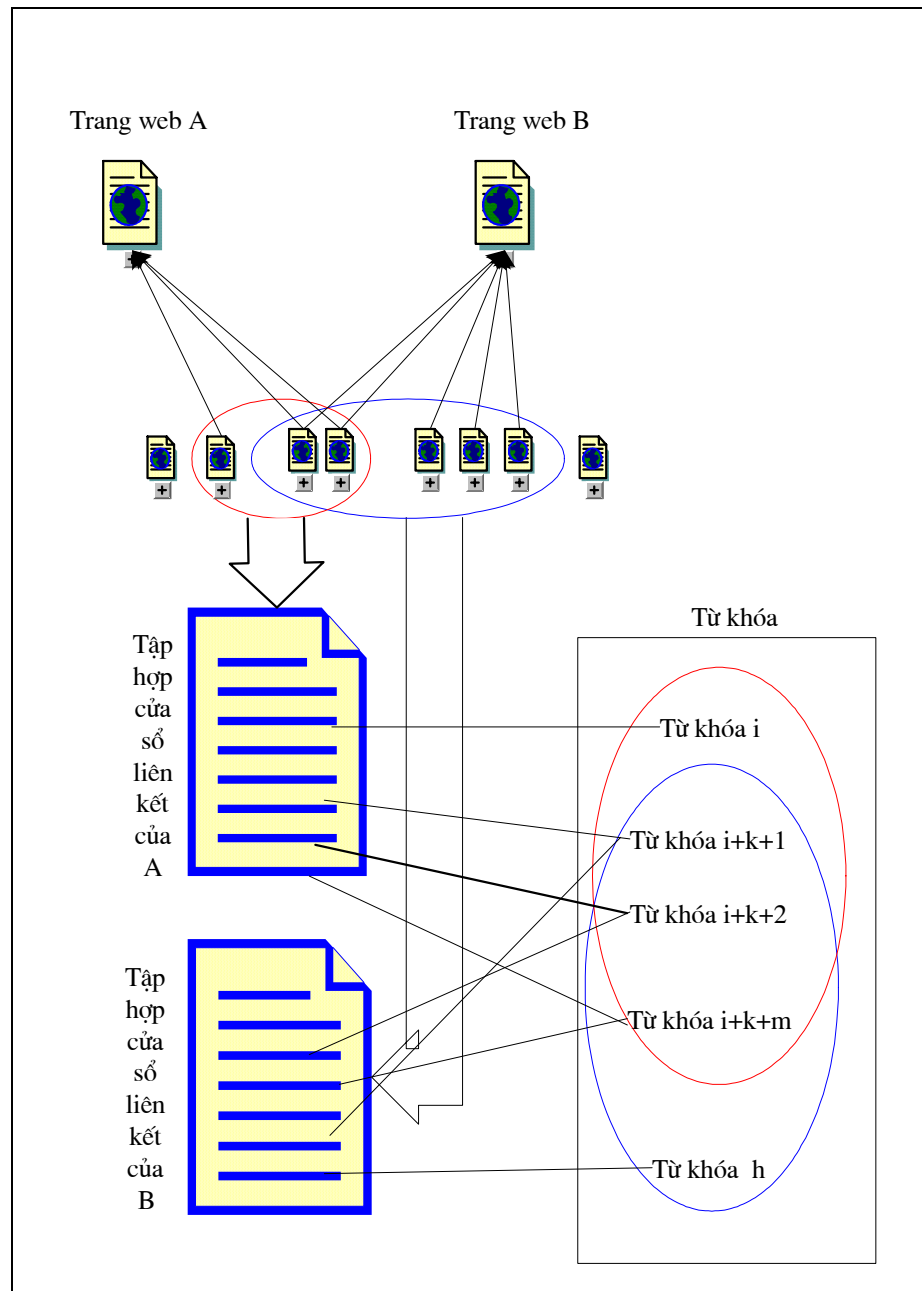 Trang web A
Trang web B
Tập
hợp
cửa
sổ
liên
kết
của
A
Từ khóa
Từ khóa i
Từ khóa i+k+1
Từ khóa i+k+2
Từ khóa i+k+m
Từ khóa h
Tập
hợp
cửa
sổ
liên
kết
của
B